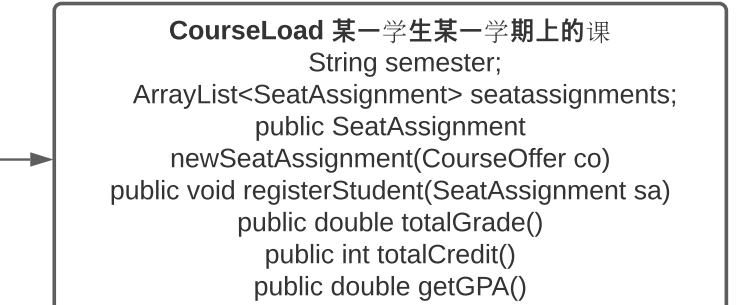 CourseLoad 某一学生某一学期上的课
String semester;
ArrayList<SeatAssignment> seatassignments;
public SeatAssignment
newSeatAssignment(CourseOffer co)
public void registerStudent(SeatAssignment sa)
public double totalGrade()
public int totalCredit()
public double getGPA()